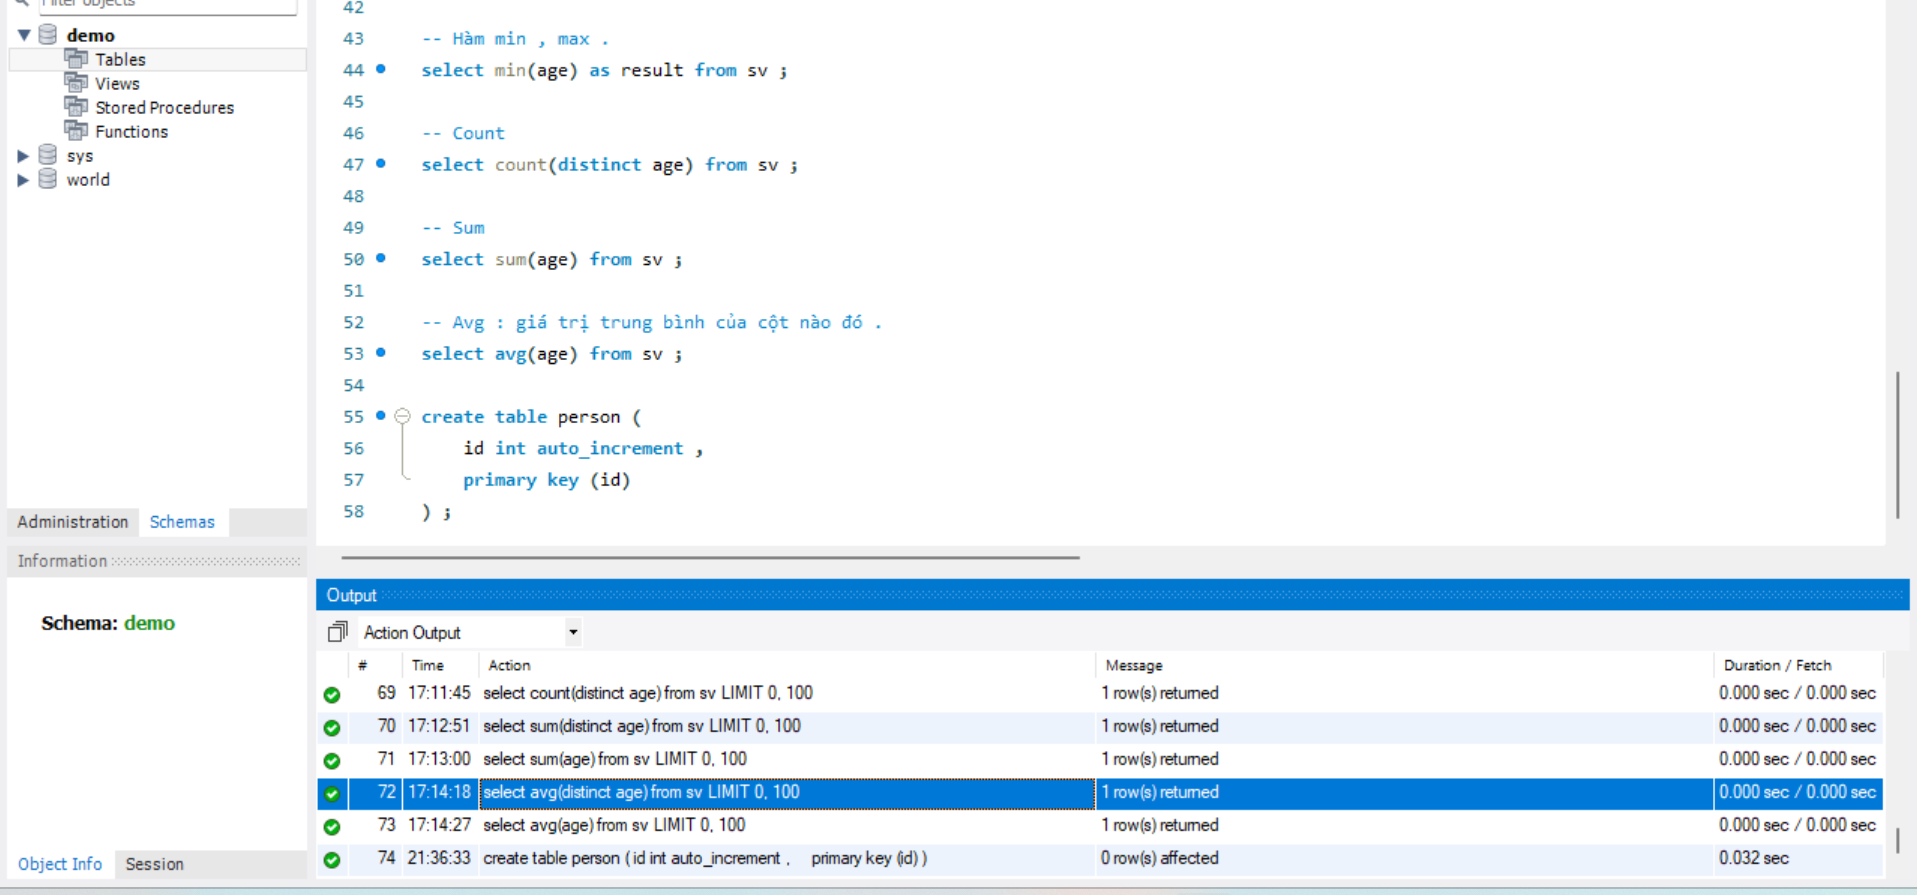 Filter objects
demo
Tables
Views
Stored Procedures
Functions
sys
world
Administration Schemas
Information
Schema: demo
Object Info Session
42
43 -- Hàm min , max .
44 select min(age) as result from sv ;
45
46 -- Count
47 select count(distinct age) from sv ;
48
49 -- Sum
50 select sum(age) from sv ;
51
52 -- Avg : giá trị trung bình của cột nào đó .
53 select avg(age) from sv ;
54
55 create table person (
56 id int auto_increment ,
57 primary key (id)
58 ) ;
Output
Action Output
# Time Action Message Duration / Fetch
69 17:11:45 select count(distinct age) from sv LIMIT 0, 100 1 row(s) returned 0.000 sec / 0.000 sec
70 17:12:51 select sum(distinct age) from sv LIMIT 0, 100 1 row(s) returned 0.000 sec / 0.000 sec
71 17:13:00 select sum(age) from sv LIMIT 0, 100 1 row(s) returned 0.000 sec / 0.000 sec
72 17:14:18 select avg(distinct age) from sv LIMIT 0, 100 1 row(s) returned 0.000 sec / 0.000 sec
73 17:14:27 select avg(age) from sv LIMIT 0, 100 1 row(s) returned 0.000 sec / 0.000 sec
74 21:36:33 create table person ( id int auto_increment , primary key (id) ) 0 row(s) affected 0.032 sec